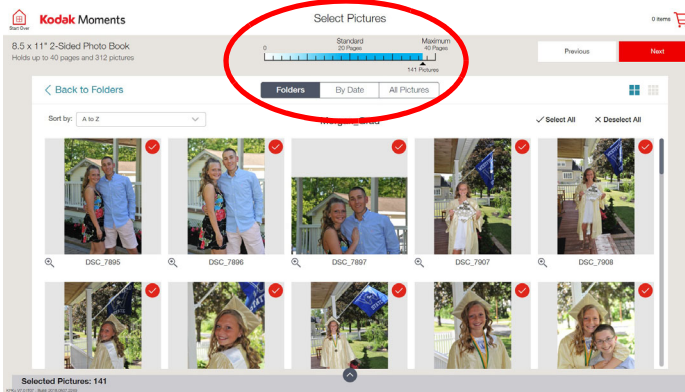 Kodak Moments
Select Pictures
0 items
Start Over
8.5 x 11" 2-Sided Photo Book
Holds up to 40 pages and 312 pictures
0
Standard
20 Pages
Maximum
40 Pages
141 Pictures
Previous
Next
Back to Folders
Folders
By Date
All Pictures
Sort by:
A to Z
Select All
Deselect All
DSC_7895
DSC_7896
DSC_7897
DSC_7907
DSC_7908
Selected Pictures: 141